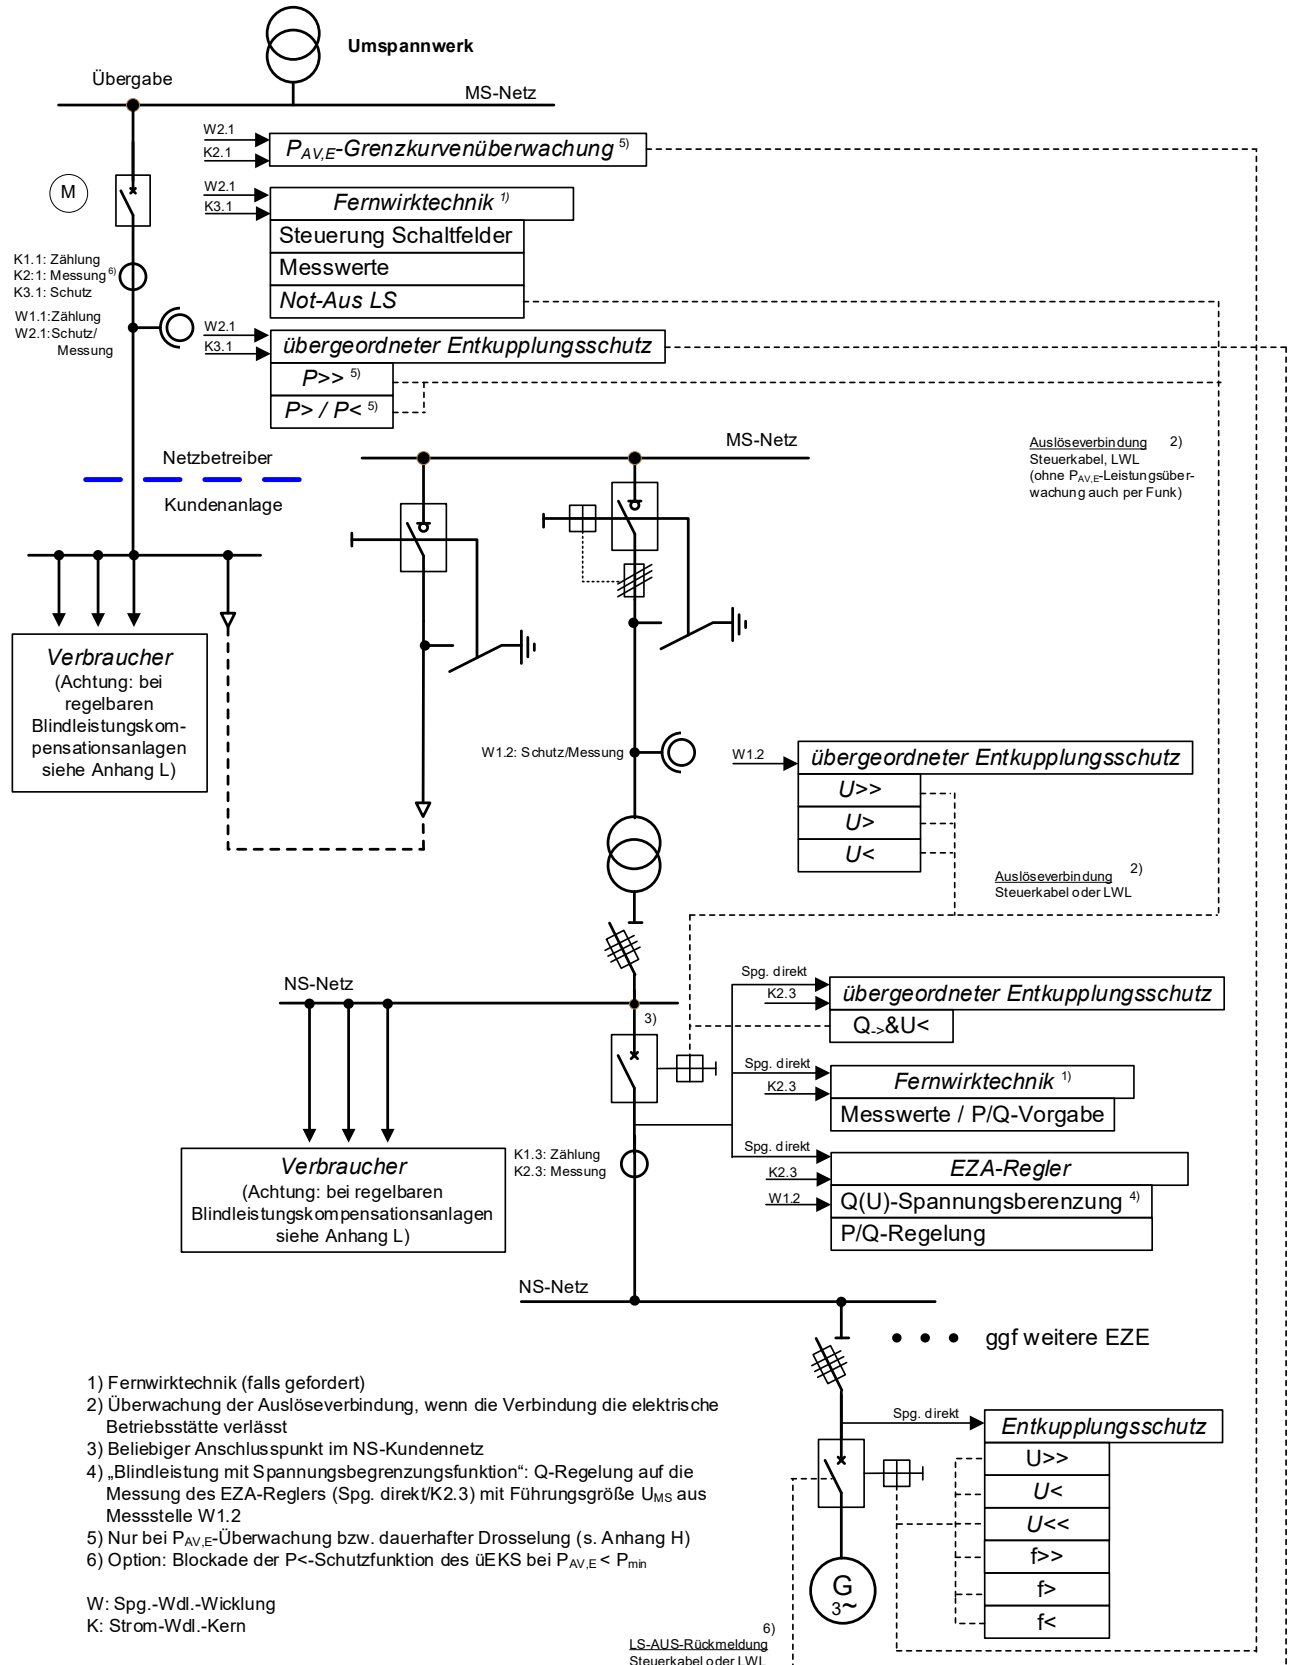 Umspannwerk
Übergabe
MS-Netz
W2.1
K2.1
P_AV,E-Grenzkurvenüberwachung 5)
M
W2.1
K3.1
Fernwirktechnik 1)
Steuerung Schaltfelder
Messwerte
Not-Aus LS
K1.1: Zählung
K2:1: Messung 6)
K3.1: Schutz
W1.1:Zählung
W2.1:Schutz/
Messung
W2.1
K3.1
übergeordneter Entkupplungsschutz
P>> 5)
P> / P< 5)
Netzbetreiber
Kundenanlage
MS-Netz
Auslöseverbindung 2)
Steuerkabel, LWL
(ohne P_AV,E-Leistungsüber-
wachung auch per Funk)
Verbraucher
(Achtung: bei
regelbaren
Blindleistungskom-
pensationsanlagen
siehe Anhang L)
W1.2: Schutz/Messung
W1.2
übergeordneter Entkupplungsschutz
U>>
U>
U<
Auslöseverbindung 2)
Steuerkabel oder LWL
NS-Netz
3)
Spg. direkt
K2.3
übergeordneter Entkupplungsschutz
Q->&U<
Spg. direkt
K2.3
Fernwirktechnik 1)
Messwerte / P/Q-Vorgabe
Verbraucher
(Achtung: bei regelbaren
Blindleistungskompensationsanlagen
siehe Anhang L)
K1.3: Zählung
K2.3: Messung
Spg. direkt
K2.3
W1.2
EZA-Regler
Q(U)-Spannungsberenzung 4)
P/Q-Regelung
NS-Netz
ggf weitere EZE
Spg. direkt
Entkupplungsschutz
U>>
U<
U<<
f>>
f>
f<
G
3~
1) Fernwirktechnik (falls gefordert)
2) Überwachung der Auslöseverbindung, wenn die Verbindung die elektrische
Betriebsstätte verlässt
3) Beliebiger Anschlusspunkt im NS-Kundennetz
4) „Blindleistung mit Spannungsbegrenzungsfunktion“: Q-Regelung auf die
Messung des EZA-Reglers (Spg. direkt/K2.3) mit Führungsgröße U_MS aus
Messstelle W1.2
5) Nur bei P_AV,E-Überwachung bzw. dauerhafter Drosselung (s. Anhang H)
6) Option: Blockade der P<-Schutzfunktion des üEKS bei P_AV,E < P_min
W: Spg.-Wdl.-Wicklung
K: Strom-Wdl.-Kern
6)
LS-AUS-Rückmeldung
Steuerkabel oder LWL